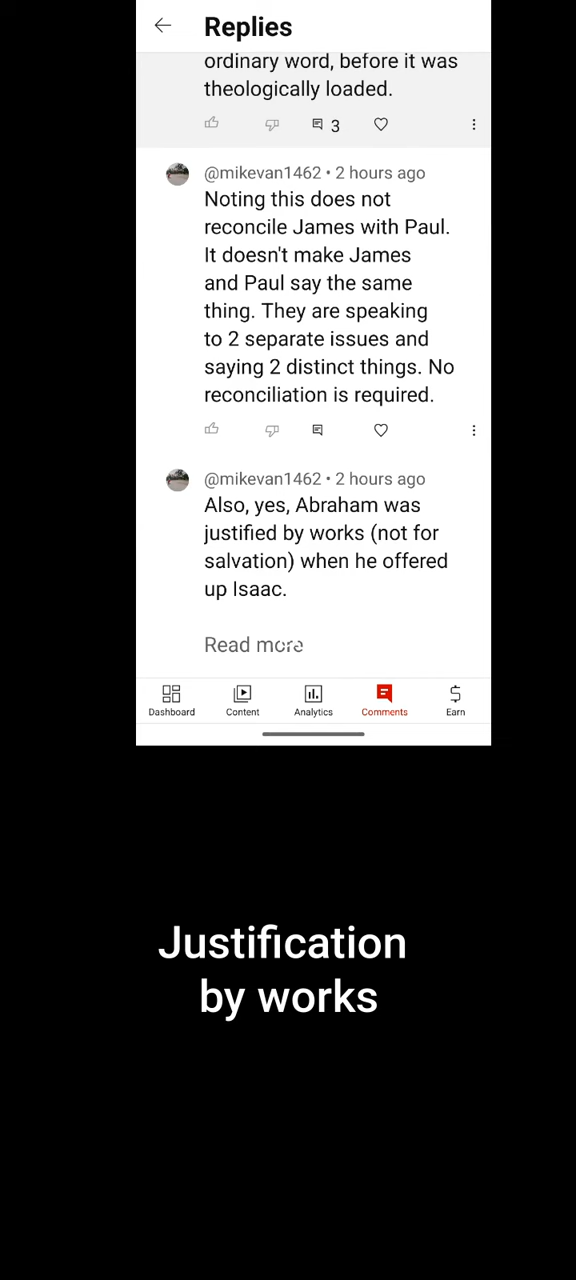 Replies
ordinary word, before it was
theologically loaded.
3
@mikevan1462 • 2 hours ago
Noting this does not
reconcile James with Paul.
It doesn't make James
and Paul say the same
thing. They are speaking
to 2 separate issues and
saying 2 distinct things. No
reconciliation is required.
@mikevan1462 • 2 hours ago
Also, yes, Abraham was
justified by works (not for
salvation) when he offered
up Isaac.
Read more
Dashboard Content Analytics Comments Earn
Justification
by works